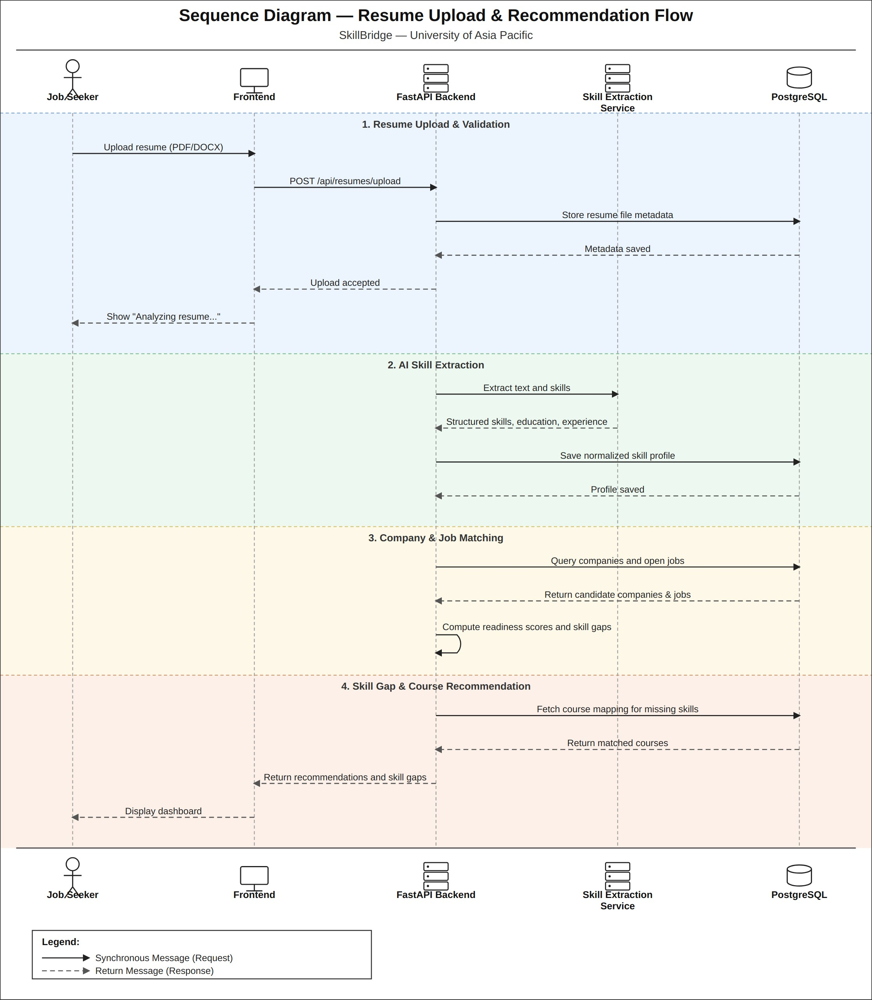 Sequence Diagram — Resume Upload & Recommendation Flow
SkillBridge — University of Asia Pacific
Job Seeker
Frontend
FastAPI Backend
Skill Extraction
Service
PostgreSQL
1. Resume Upload & Validation
Upload resume (PDF/DOCX)
POST /api/resumes/upload
Store resume file metadata
Metadata saved
Upload accepted
Show "Analyzing resume..."
2. AI Skill Extraction
Extract text and skills
Structured skills, education, experience
Save normalized skill profile
Profile saved
3. Company & Job Matching
Query companies and open jobs
Return candidate companies & jobs
Compute readiness scores and skill gaps
4. Skill Gap & Course Recommendation
Fetch course mapping for missing skills
Return matched courses
Return recommendations and skill gaps
Display dashboard
Job Seeker
Frontend
FastAPI Backend
Skill Extraction
Service
PostgreSQL
Legend:
Synchronous Message (Request)
Return Message (Response)